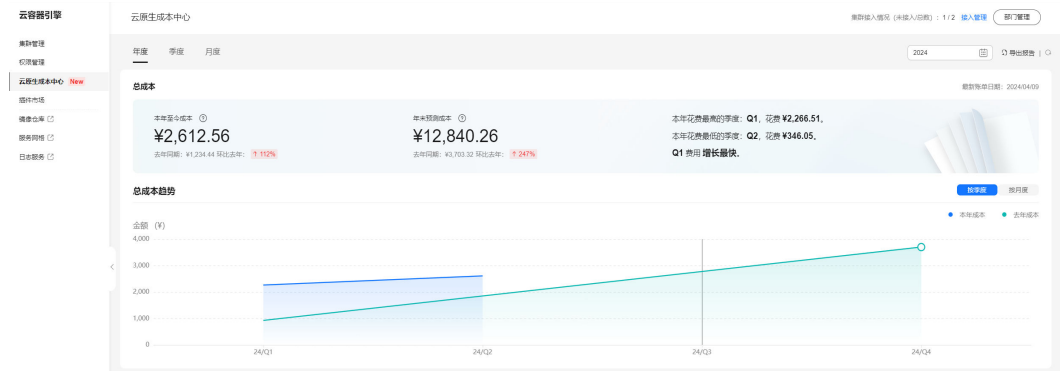 云容器引擎
云原生成本中心
集群接入情况 (未接入/总数) : 1 / 2 接入管理 部门管理
集群管理
权限管理
云原生成本中心 New
插件市场
镜像仓库
服务网格
日志服务
年度 季度 月度
2024 导出报告
总成本
最新账单日期: 2024/04/09
本年至今成本
¥2,612.56
去年同期: ¥1,234.44 环比去年: ↑ 112%
年末预测成本
¥12,840.26
去年同期: ¥3,703.32 环比去年: ↑ 247%
本年花费最高的季度: Q1, 花费 ¥2,266.51。
本年花费最低的季度: Q2, 花费 ¥346.05。
Q1 费用 增长最快。
总成本趋势
按季度 按月度
本年成本 去年成本
金额 (¥)
4,000
3,000
2,000
1,000
0
24/Q1 24/Q2 24/Q3 24/Q4